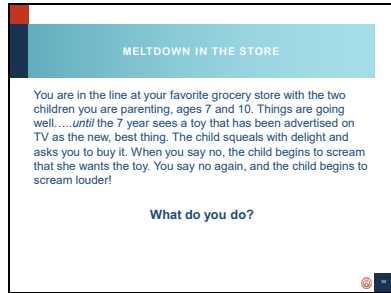 MELTDOWN IN THE STORE
You are in the line at your favorite grocery store with the two
children you are parenting, ages 7 and 10. Things are going
well…..until the 7 year sees a toy that has been advertised on
TV as the new, best thing. The child squeals with delight and
asks you to buy it. When you say no, the child begins to scream
that she wants the toy. You say no again, and the child begins to
scream louder!
What do you do?